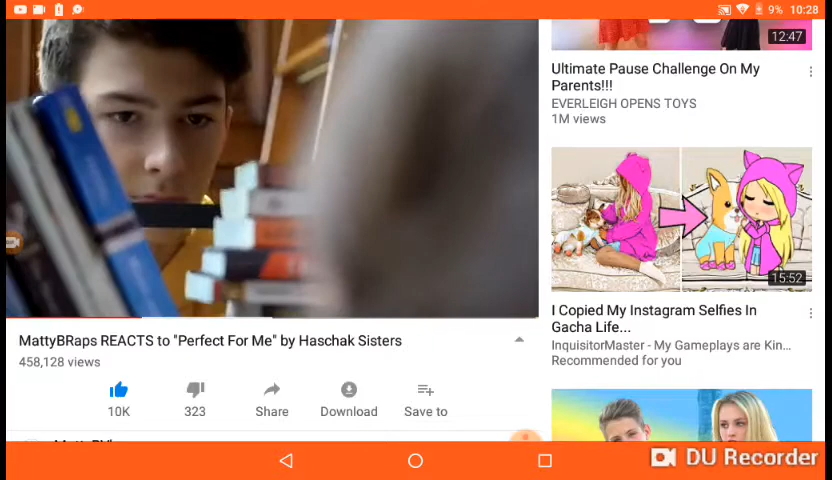 9% 10:28
12:47
Ultimate Pause Challenge On My
Parents!!!
EVERLEIGH OPENS TOYS
1M views
15:52
I Copied My Instagram Selfies In
Gacha Life...
InquisitorMaster - My Gameplays are Kin...
Recommended for you
MattyBRaps REACTS to "Perfect For Me" by Haschak Sisters
458,128 views
10K
323
Share
Download
Save to
DU Recorder